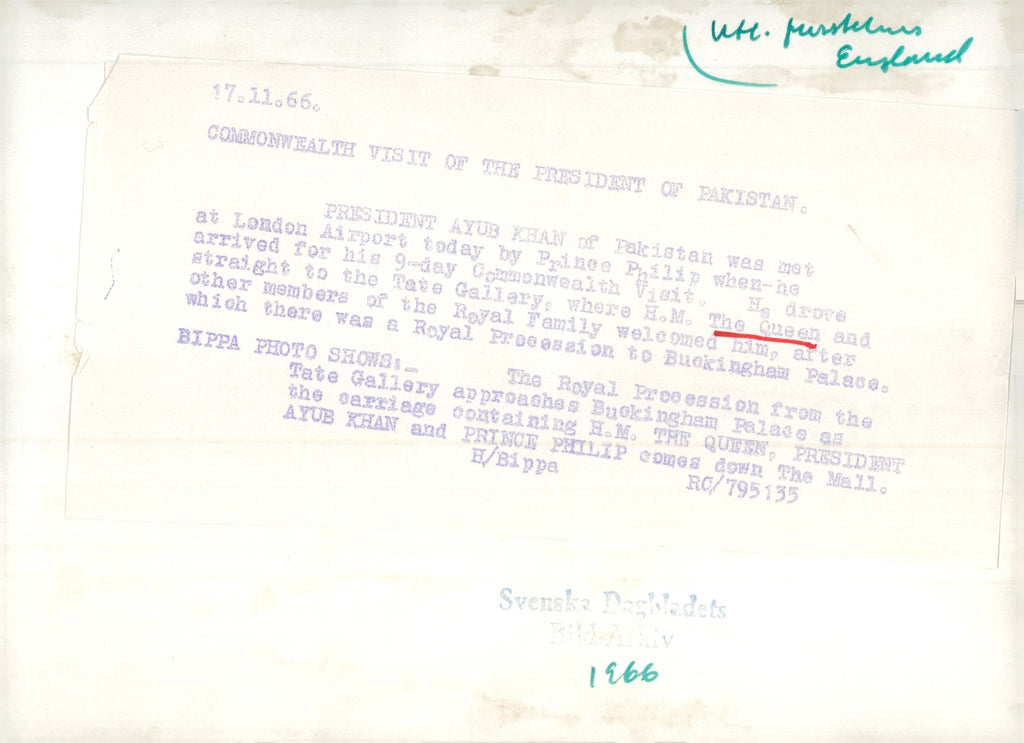 Utl. furstehus
England
17.11.66.
COMMONWEALTH VISIT OF THE PRESIDENT OF PAKISTAN.
PRESIDENT AYUB KHAN of Pakistan was met
at London Airport today by Prince Philip when-he
arrived for his 9-day Commonwealth Visit. He drove
straight to the Tate Gallery, where H.M. The Queen and
other members of the Royal Family welcomed him, after
which there was a Royal Procession to Buckingham Palace.
BIPPA PHOTO SHOWS:_ The Royal Procession from the
Tate Gallery approaches Buckingham Palace as
the carriage containing H.M. THE QUEEN, PRESIDENT
AYUB KHAN and PRINCE PHILIP comes down The Mall.
H/Bippa RC/795135
Svenska Dagbladets
Bild-Arkiv
1966